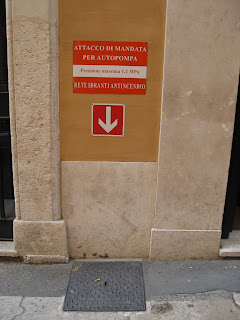 ATTACCO DI MANDATA
PER AUTOPOMPA
Pressione massima 1,2 MPa
RETE IDRANTI ANTINCENDIO